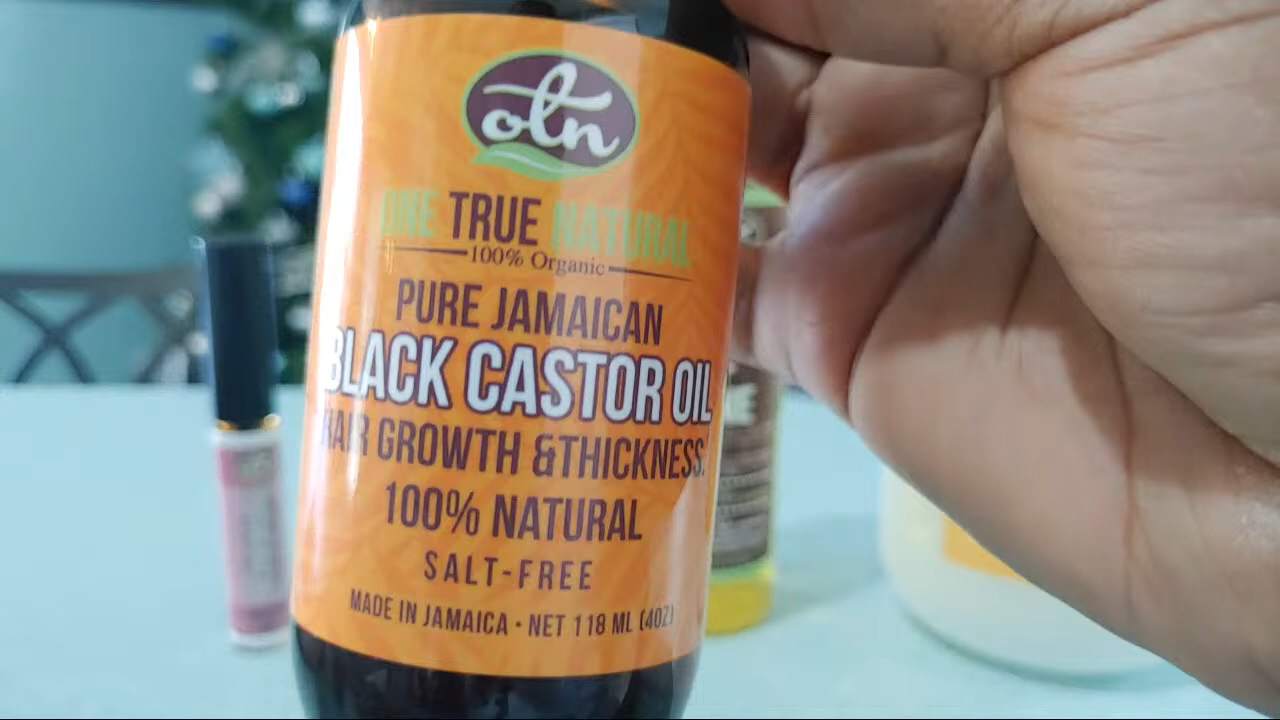 otn
ONE TRUE NATURAL
100% Organic
PURE JAMAICAN
BLACK CASTOR OIL
HAIR GROWTH &THICKNESS.
100% NATURAL
SALT-FREE
MADE IN JAMAICA • NET 118 ML (4OZ)